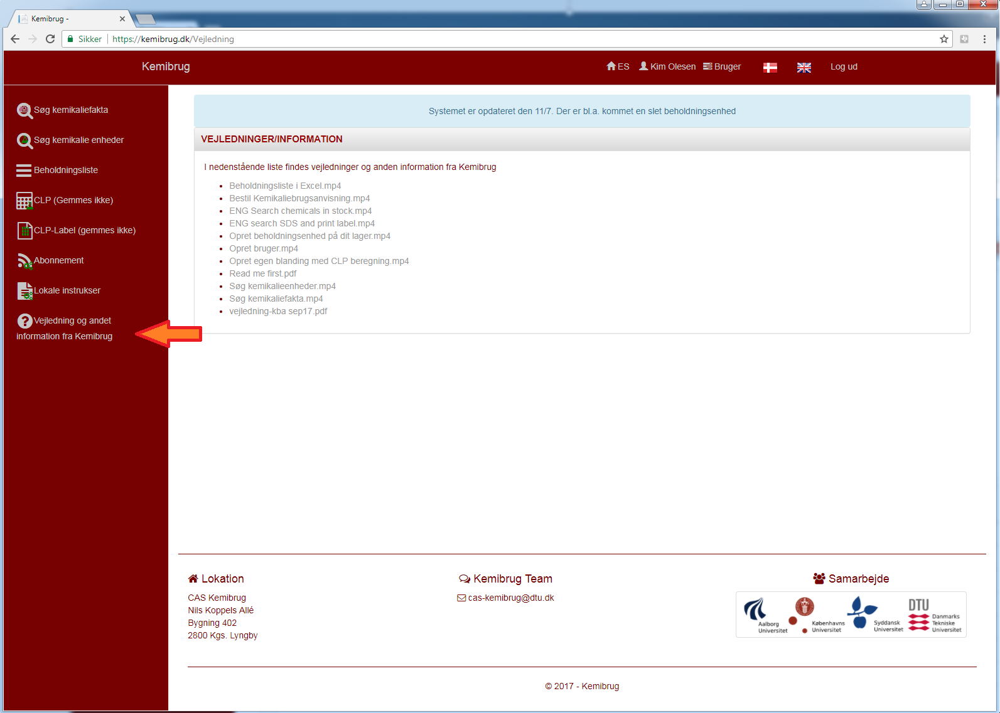 Kemibrug -
Sikker
https://kemibrug.dk/Vejledning
Kemibrug
ES
Kim Olesen
Bruger
Log ud
Søg kemikaliefakta
Søg kemikalie enheder
Beholdningsliste
CLP (Gemmes ikke)
CLP-Label (gemmes ikke)
Abonnement
Lokale instrukser
Vejledning og andet
information fra Kemibrug
Systemet er opdateret den 11/7. Der er bl.a. kommet en slet beholdningsenhed
VEJLEDNINGER/INFORMATION
I nedenstående liste findes vejledninger og anden information fra Kemibrug
Beholdningsliste i Excel.mp4
Bestil Kemikaliebrugsanvisning.mp4
ENG Search chemicals in stock.mp4
ENG search SDS and print label.mp4
Opret beholdningsenhed på dit lager.mp4
Opret bruger.mp4
Opret egen blanding med CLP beregning.mp4
Read me first.pdf
Søg kemikalieenheder.mp4
Søg kemikaliefakta.mp4
vejledning-kba sep17.pdf
Lokation
CAS Kemibrug
Nils Koppels Allé
Bygning 402
2800 Kgs. Lyngby
Kemibrug Team
cas-kemibrug@dtu.dk
Samarbejde
Aalborg
Universitet
Københavns
Universitet
Syddansk
Universitet
DTU
Danmarks
Tekniske
Universitet
© 2017 - Kemibrug